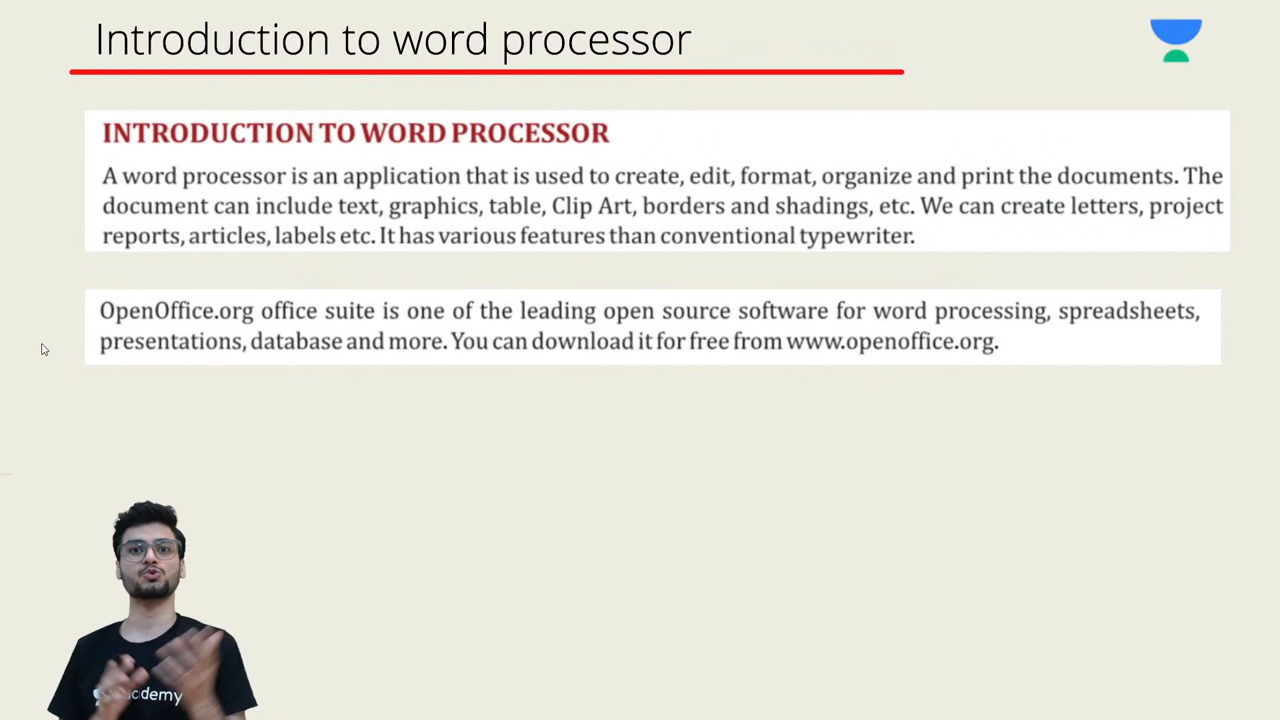 Introduction to word processor
INTRODUCTION TO WORD PROCESSOR
A word processor is an application that is used to create, edit, format, organize and print the documents. The
document can include text, graphics, table, Clip Art, borders and shadings, etc. We can create letters, project
reports, articles, labels etc. It has various features than conventional typewriter.
OpenOffice.org office suite is one of the leading open source software for word processing, spreadsheets,
presentations, database and more. You can download it for free from www.openoffice.org.